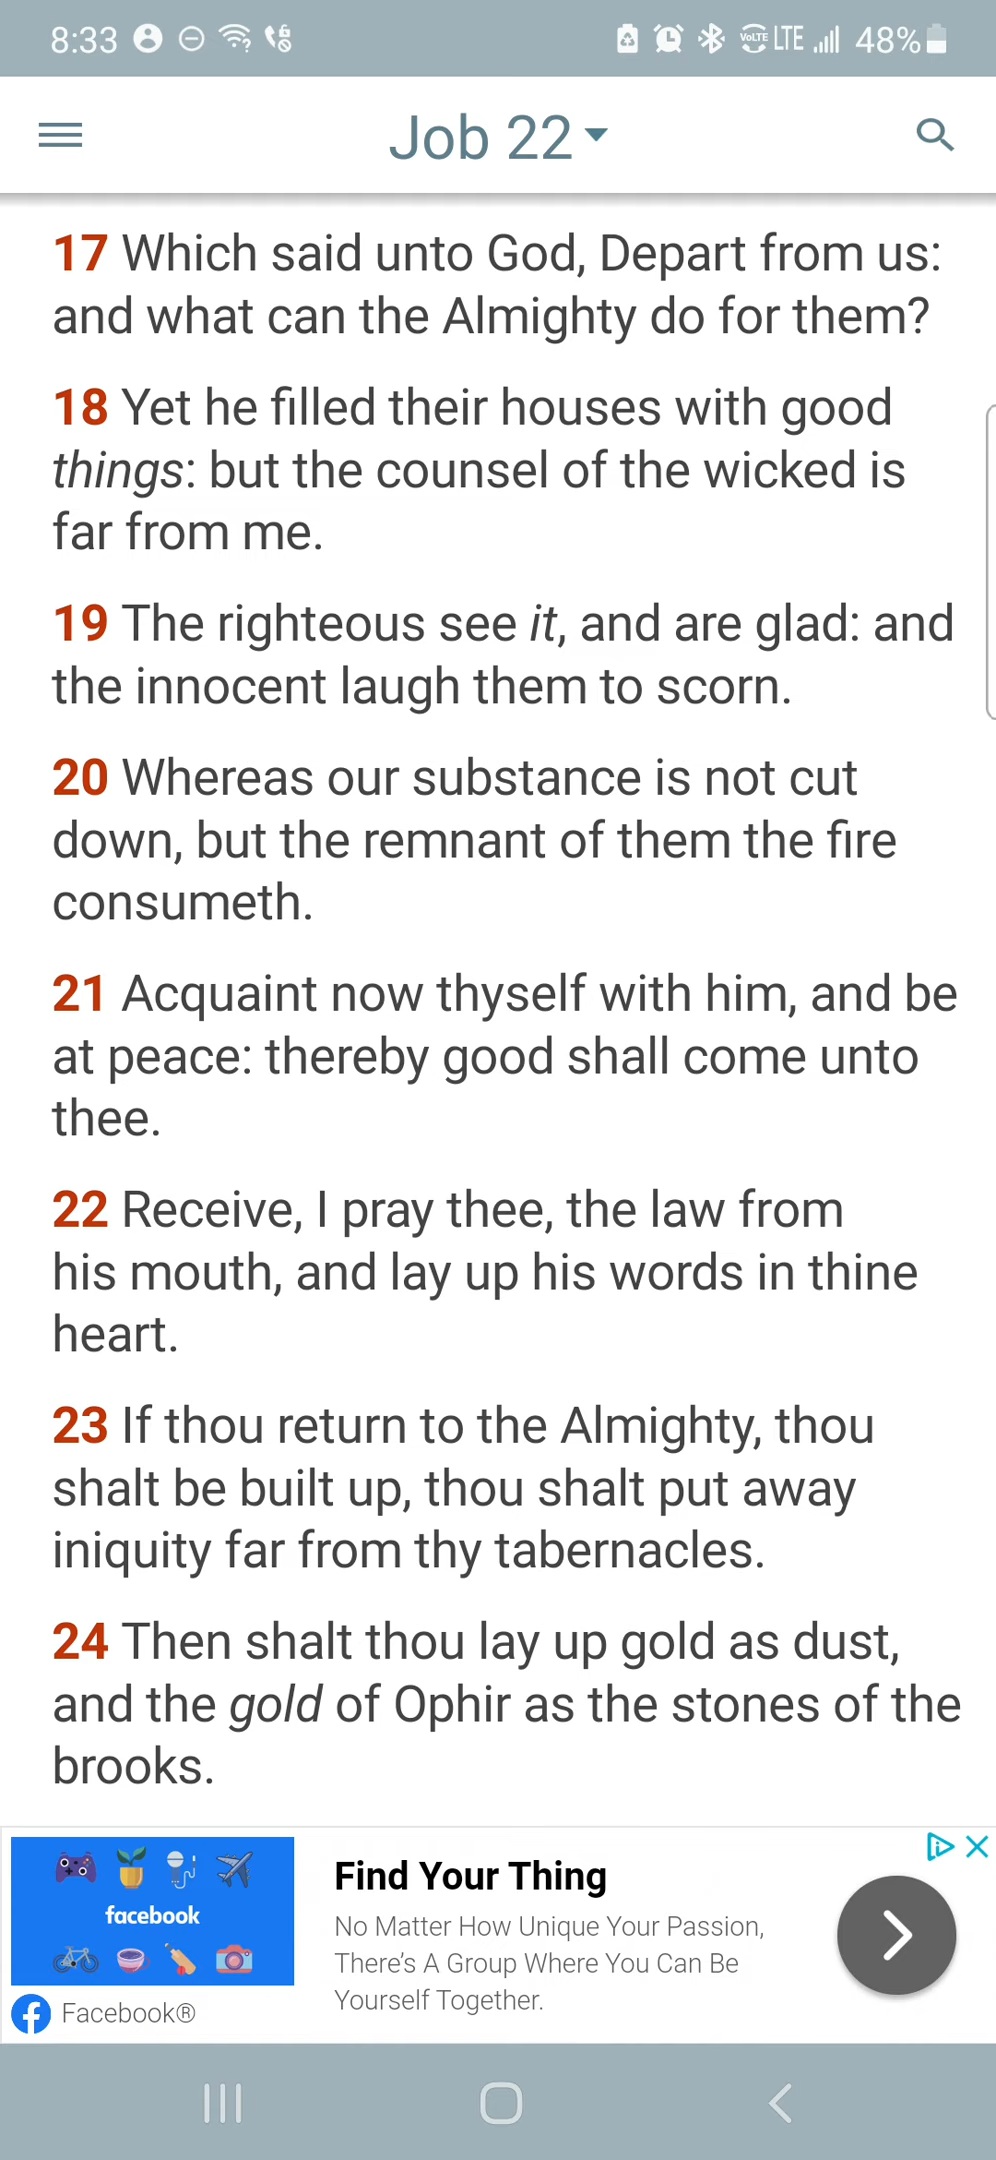 8:33 VoLTE LTE 48%
Job 22
17 Which said unto God, Depart from us:
and what can the Almighty do for them?
18 Yet he filled their houses with good
things: but the counsel of the wicked is
far from me.
19 The righteous see it, and are glad: and
the innocent laugh them to scorn.
20 Whereas our substance is not cut
down, but the remnant of them the fire
consumeth.
21 Acquaint now thyself with him, and be
at peace: thereby good shall come unto
thee.
22 Receive, I pray thee, the law from
his mouth, and lay up his words in thine
heart.
23 If thou return to the Almighty, thou
shalt be built up, thou shalt put away
iniquity far from thy tabernacles.
24 Then shalt thou lay up gold as dust,
and the gold of Ophir as the stones of the
brooks.
facebook
Facebook®
Find Your Thing
No Matter How Unique Your Passion,
There’s A Group Where You Can Be
Yourself Together.